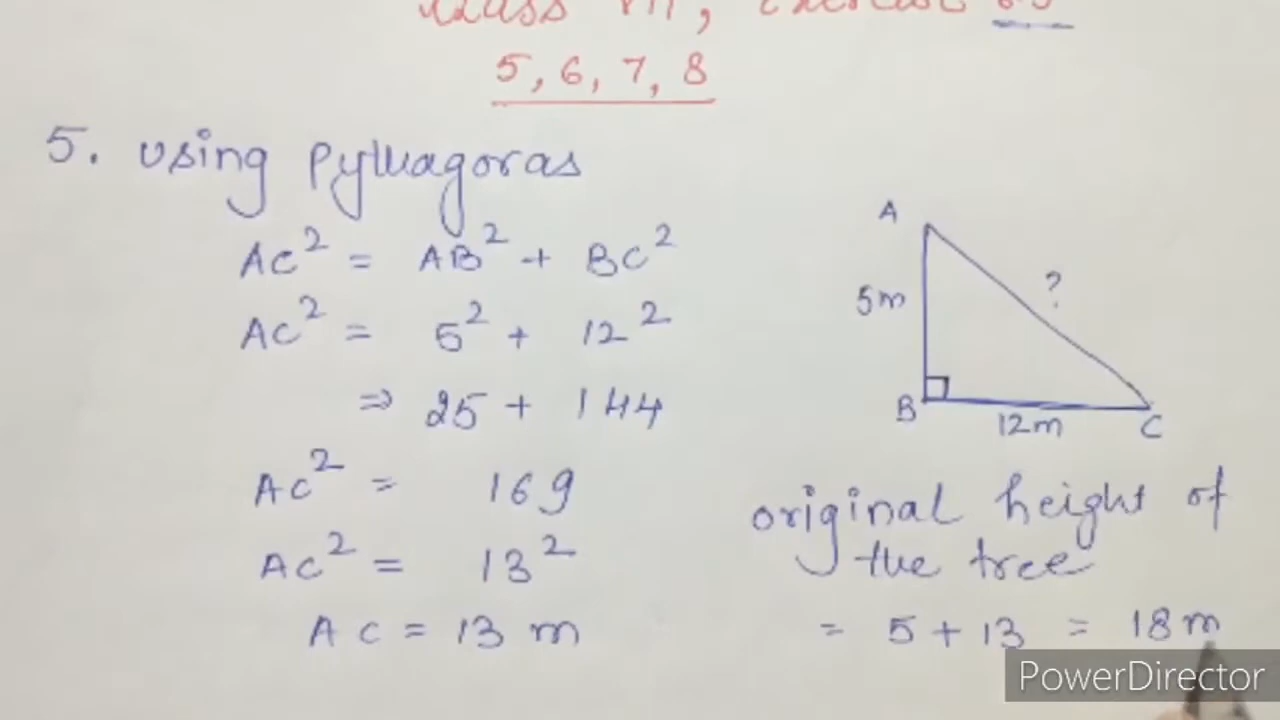 5, 6, 7, 8
5. Using Pythagoras
AC² = AB² + BC²
AC² = 5² + 12²
⇒ 25 + 144
AC² = 169
AC² = 13²
AC = 13 m
A
5m
?
B
12m
C
original height of
the tree
= 5 + 13 = 18m
PowerDirector